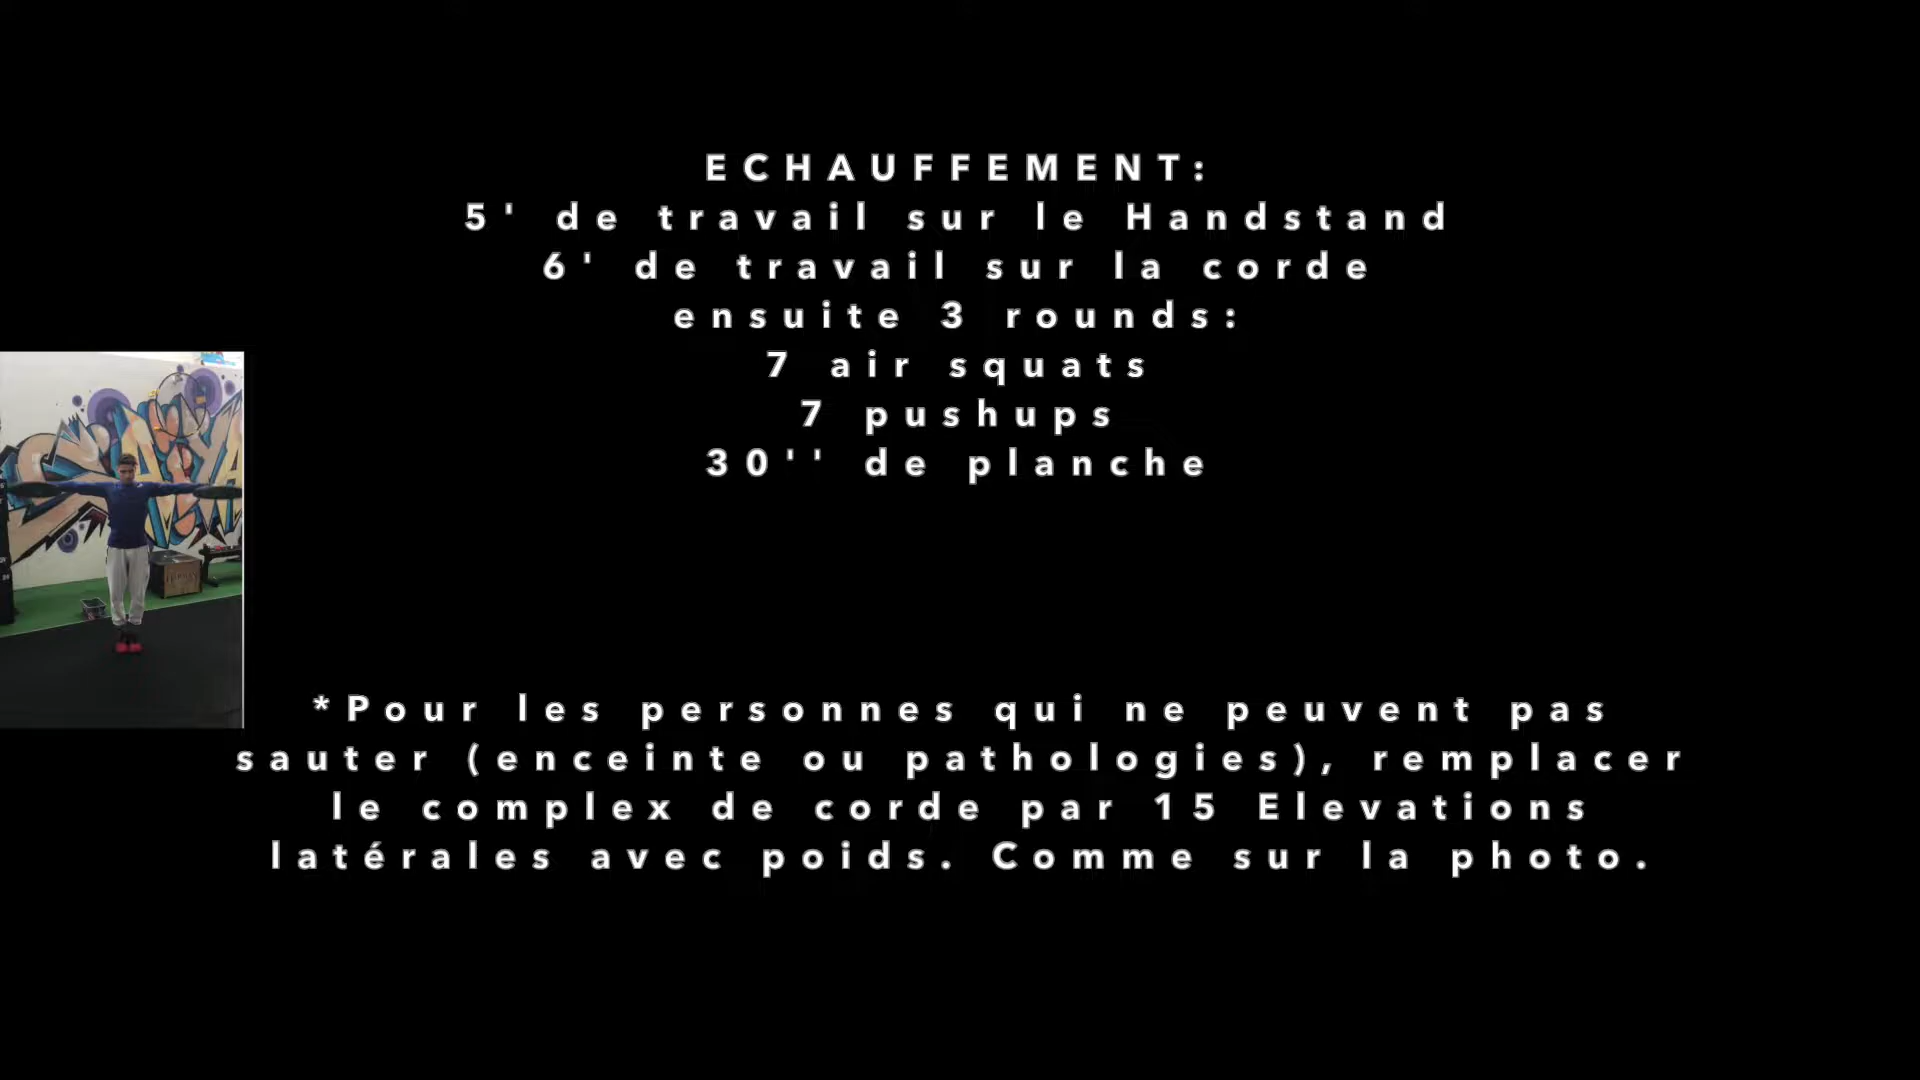 ECHAUFFEMENT:
5' de travail sur le Handstand
6' de travail sur la corde
ensuite 3 rounds:
7 air squats
7 pushups
30'' de planche
*Pour les personnes qui ne peuvent pas
sauter (enceinte ou pathologies), remplacer
le complex de corde par 15 Elevations
latérales avec poids. Comme sur la photo.